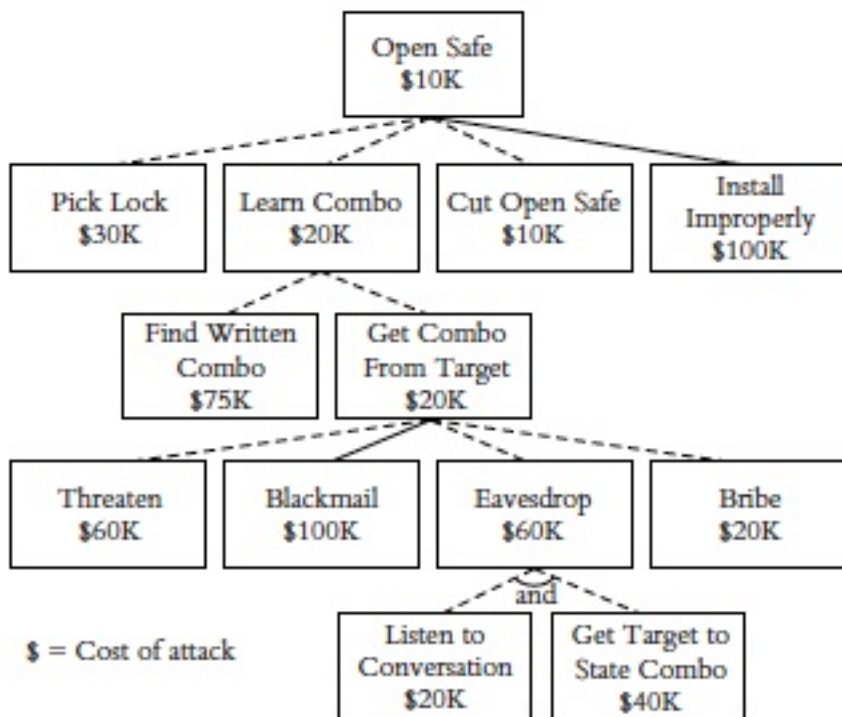 Open Safe
$10K
Pick Lock
$30K
Learn Combo
$20K
Cut Open Safe
$10K
Install
Improperly
$100K
Find Written
Combo
$75K
Get Combo
From Target
$20K
Threaten
$60K
Blackmail
$100K
Eavesdrop
$60K
Bribe
$20K
and
$ = Cost of attack
Listen to
Conversation
$20K
Get Target to
State Combo
$40K